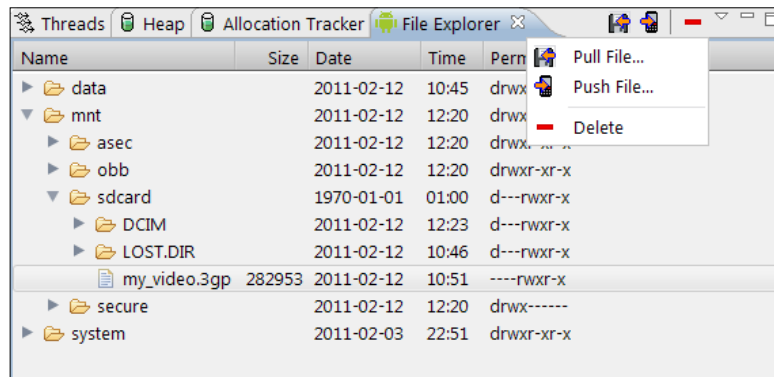 Threads Heap Allocation Tracker File Explorer
Name Size Date Time Perm
Pull File...
data 2011-02-12 10:45 drwx
Push File...
mnt 2011-02-12 12:20 drwx
Delete
asec 2011-02-12 12:20 drwxr-xr-x
obb 2011-02-12 12:20 drwxr-xr-x
sdcard 1970-01-01 01:00 d---rwxr-x
DCIM 2011-02-12 12:23 d---rwxr-x
LOST.DIR 2011-02-12 10:46 d---rwxr-x
my_video.3gp 282953 2011-02-12 10:51 ----rwxr-x
secure 2011-02-12 12:20 drwx------
system 2011-02-03 22:51 drwxr-xr-x